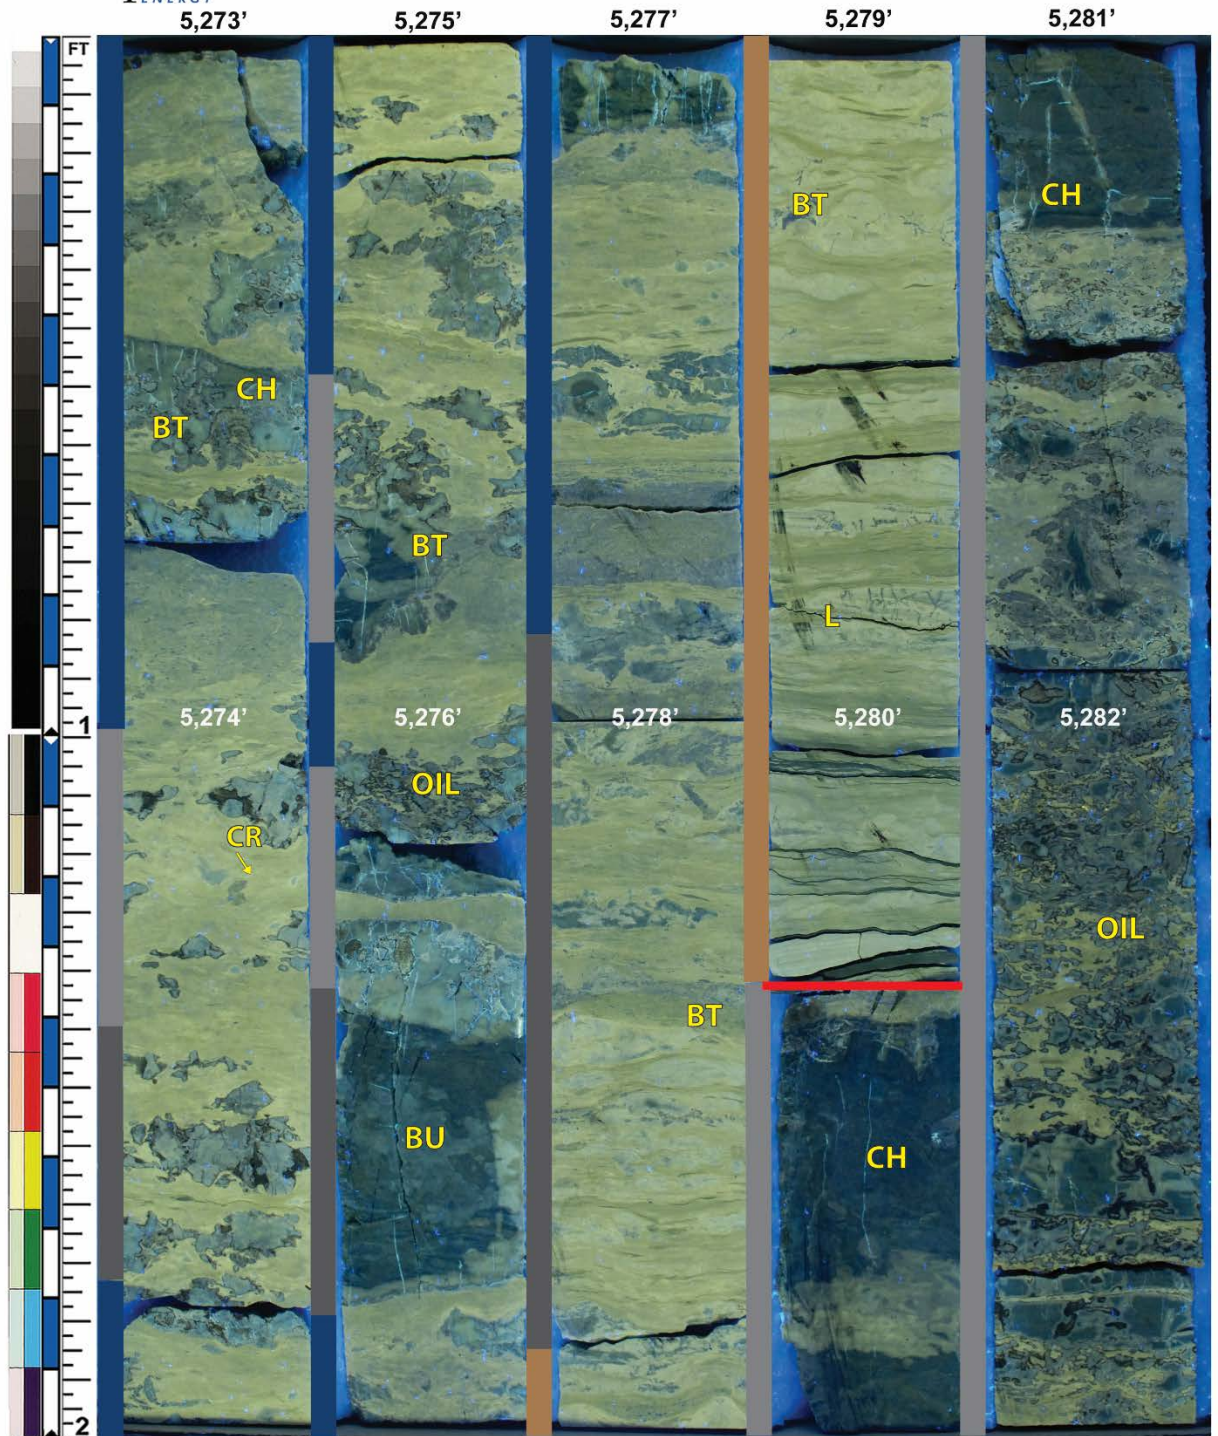 ENERGY
5,273’ 5,275’ 5,277’ 5,279’ 5,281’
FT
CH
BT
CH
BT
BT
L
1
5,274’ 5,276’ 5,278’ 5,280’ 5,282’
OIL
CR
OIL
BT
BU
CH
2